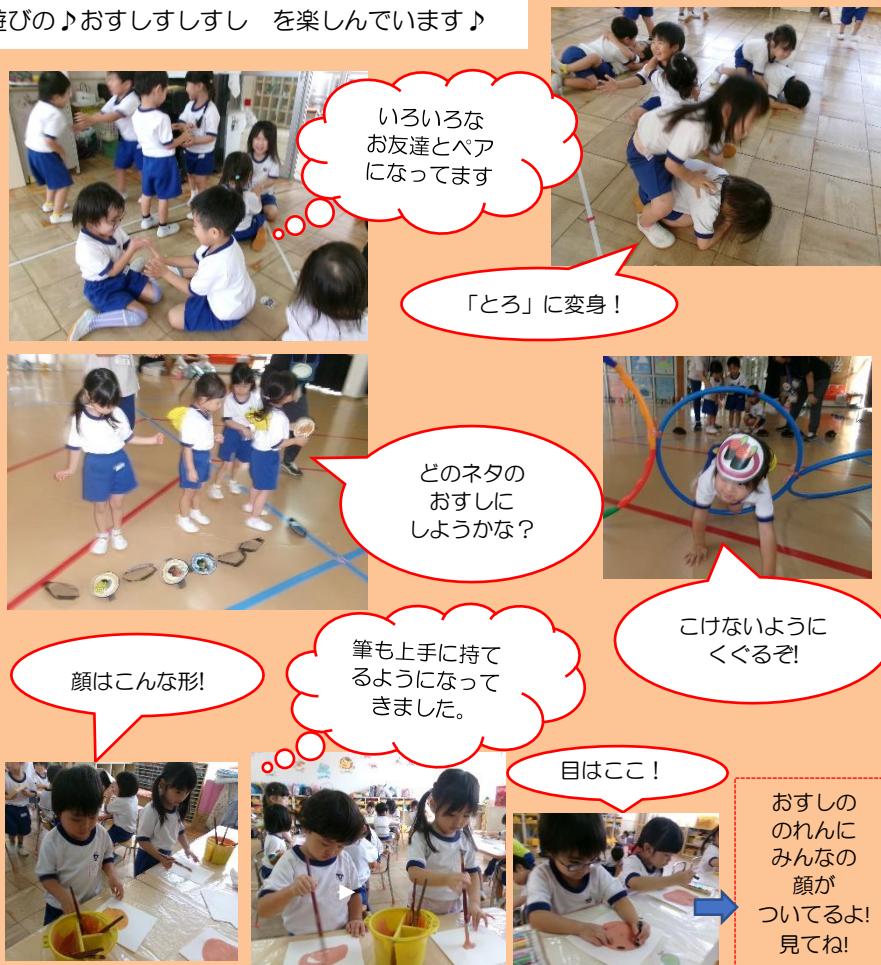 びの♪おすしすしすし　を楽しんでいます♪
いろいろな
お友達とペア
になってます
「とろ」に変身！
どのネタの
おすしに
しようかな？
こけないように
くぐるぞ!
顔はこんな形!
筆も上手に持て
るようになって
きました。
目はここ！
おすしの
のれんに
みんなの
顔が
ついてるよ!
見てね!